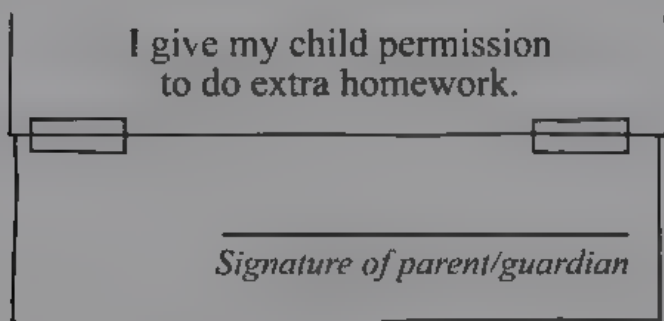 I give my child permission
to do extra homework.
Signature of parent/guardian